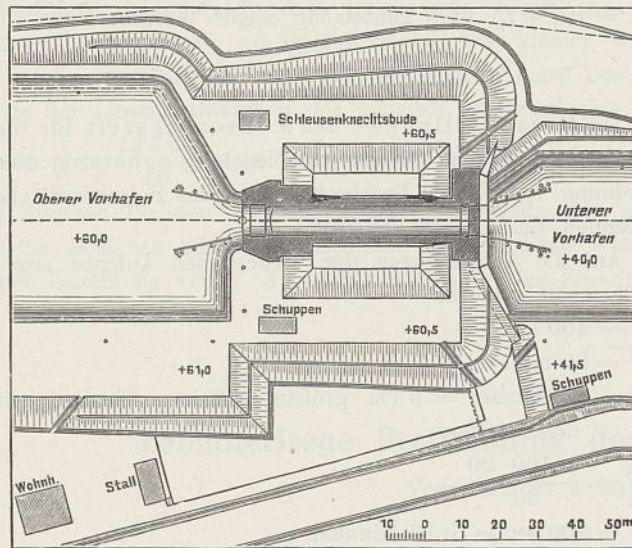 Schleusenknechtsbude
+60,5
Oberer Vorhafen
+60,0
Unterer
Vorhafen
+40,0
Schuppen
+60,5
+61,0
+41,5
Schuppen
Wohnh.
Stall
10 0 10 20 30 40 50m